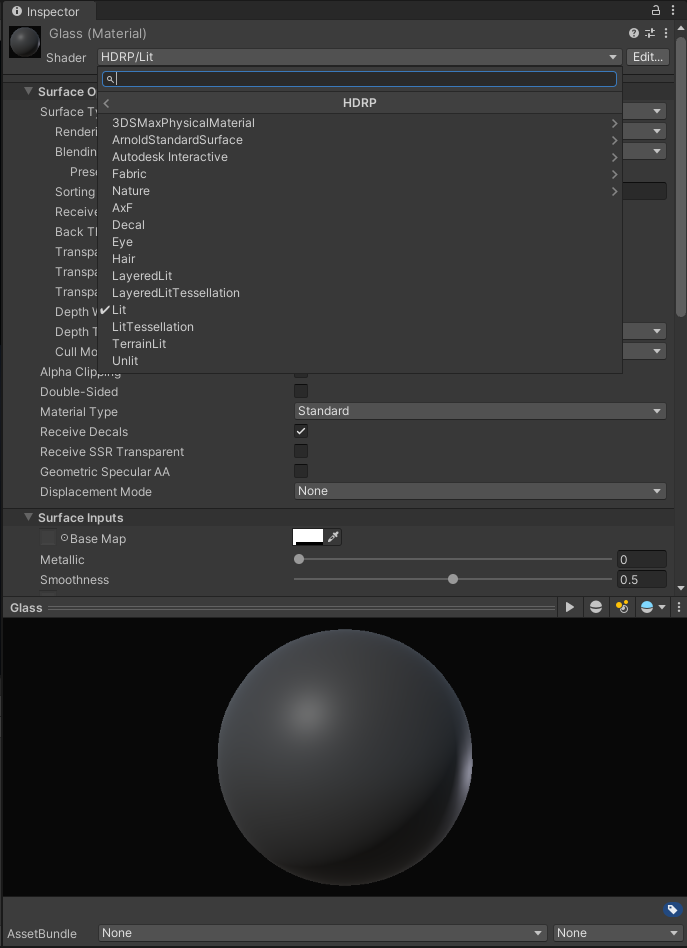 Inspector
Glass (Material)
Shader HDRP/Lit Edit...
HDRP
Surface O
Surface Ty
3DSMaxPhysicalMaterial
Renderi
ArnoldStandardSurface
Blendin
Autodesk Interactive
Pres
Fabric
Sorting
Nature
Receive
AxF
Back Th
Decal
Transpa
Eye
Transpa
Hair
Transpa
LayeredLit
LayeredLitTessellation
Depth W
Lit
Depth T
LitTessellation
Cull Mo
TerrainLit
Unlit
Alpha Clipping
Double-Sided
Material Type Standard
Receive Decals
Receive SSR Transparent
Geometric Specular AA
Displacement Mode None
Surface Inputs
Base Map
Metallic 0
Smoothness 0.5
Glass
AssetBundle None None